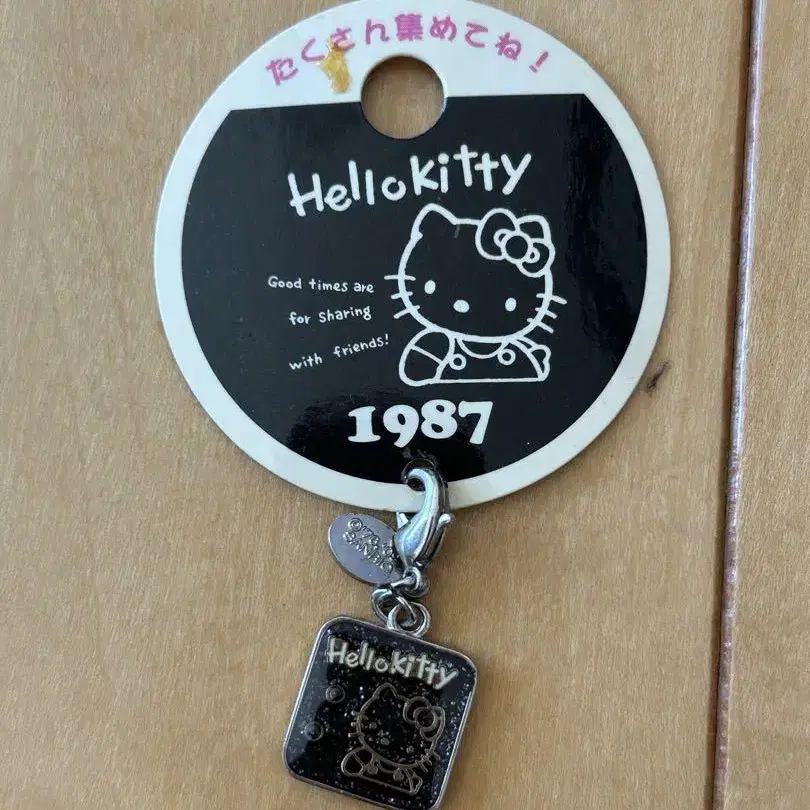 たくさん集めてね！
Hello Kitty
Good times are
for Sharing
with friends!
1987
SANRIO
Hello Kitty